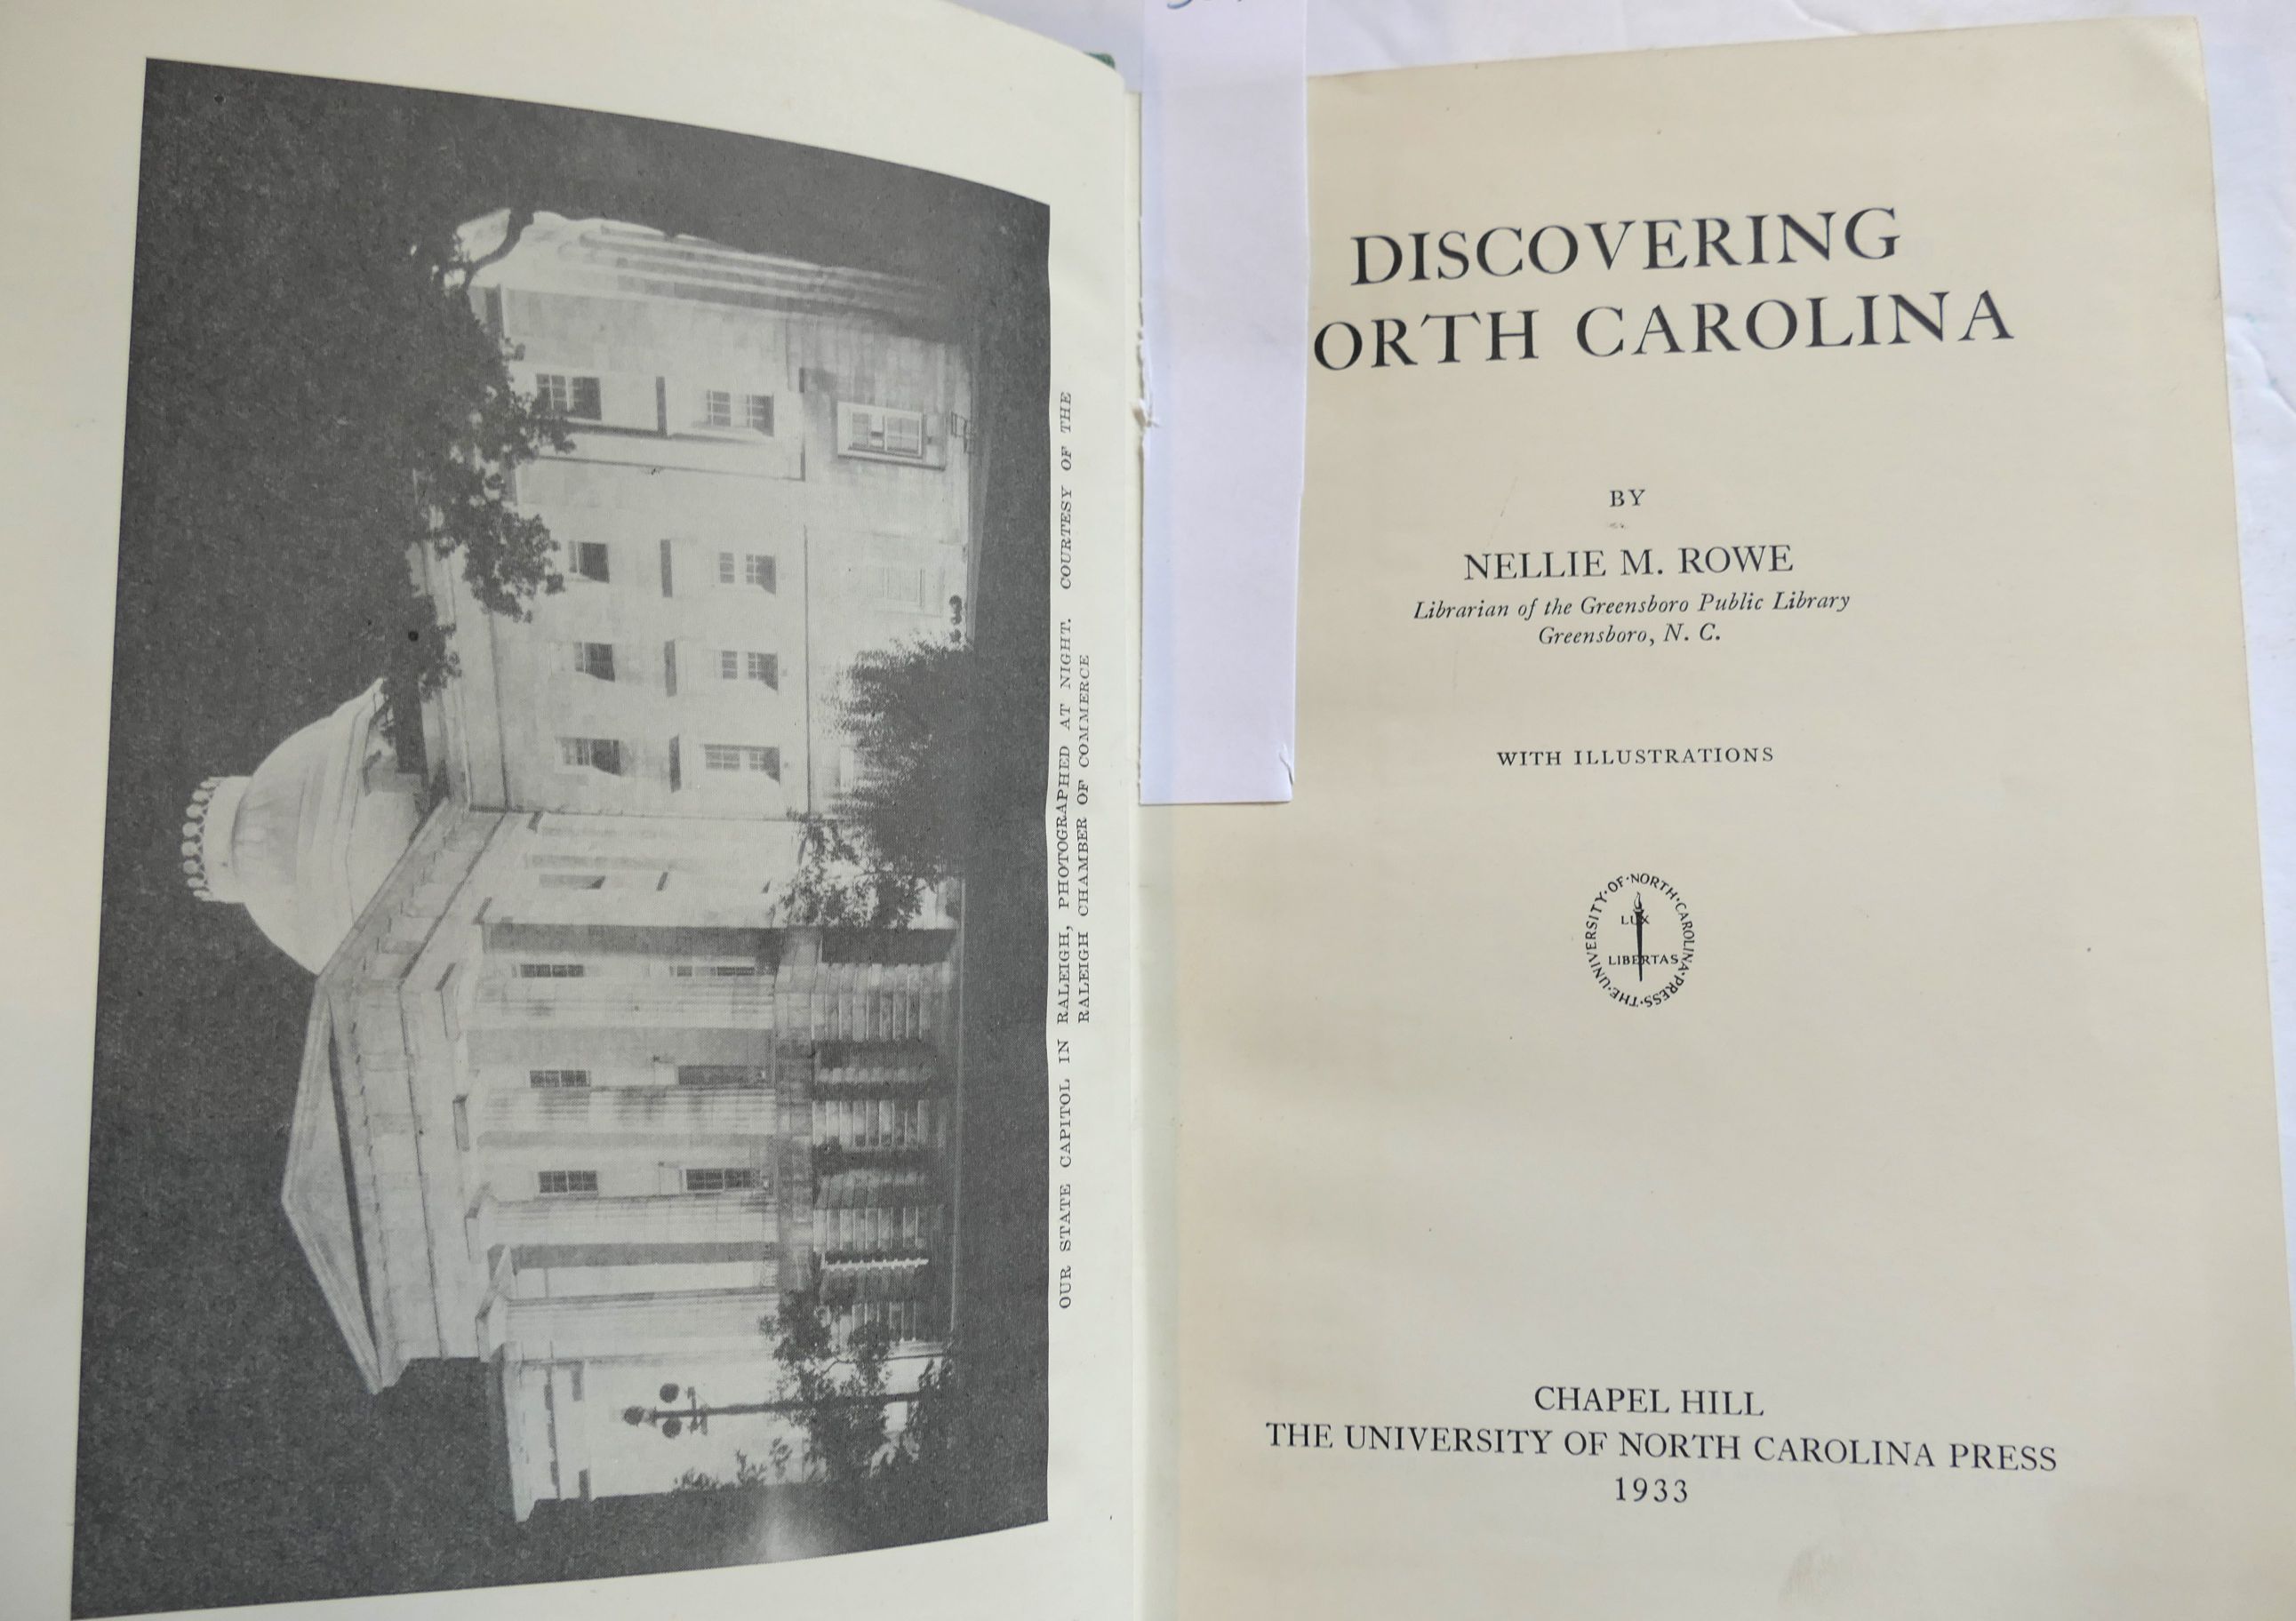 OUR STATE CAPITOL IN RALEIGH, PHOTOGRAPHED AT NIGHT. COURTESY OF THE
RALEIGH CHAMBER OF COMMERCE
DISCOVERING
ORTH CAROLINA
BY
NELLIE M. ROWE
Librarian of the Greensboro Public Library
Greensboro, N. C.
WITH ILLUSTRATIONS
THE·UNIVERSITY·OF·NORTH·CAROLINA·PRESS·
LUX
LIBERTAS
CHAPEL HILL
THE UNIVERSITY OF NORTH CAROLINA PRESS
1933